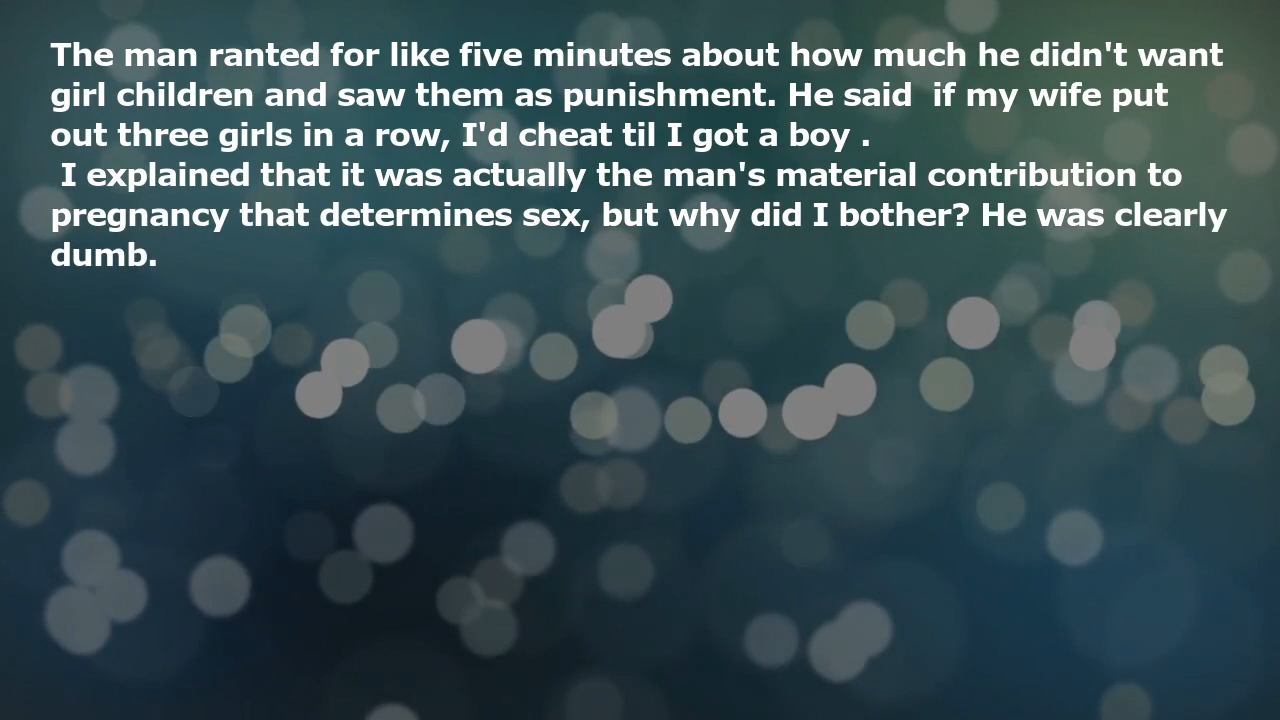 The man ranted for like five minutes about how much he didn't want
girl children and saw them as punishment. He said  if my wife put
out three girls in a row, I'd cheat til I got a boy .
I explained that it was actually the man's material contribution to
pregnancy that determines sex, but why did I bother? He was clearly
dumb.